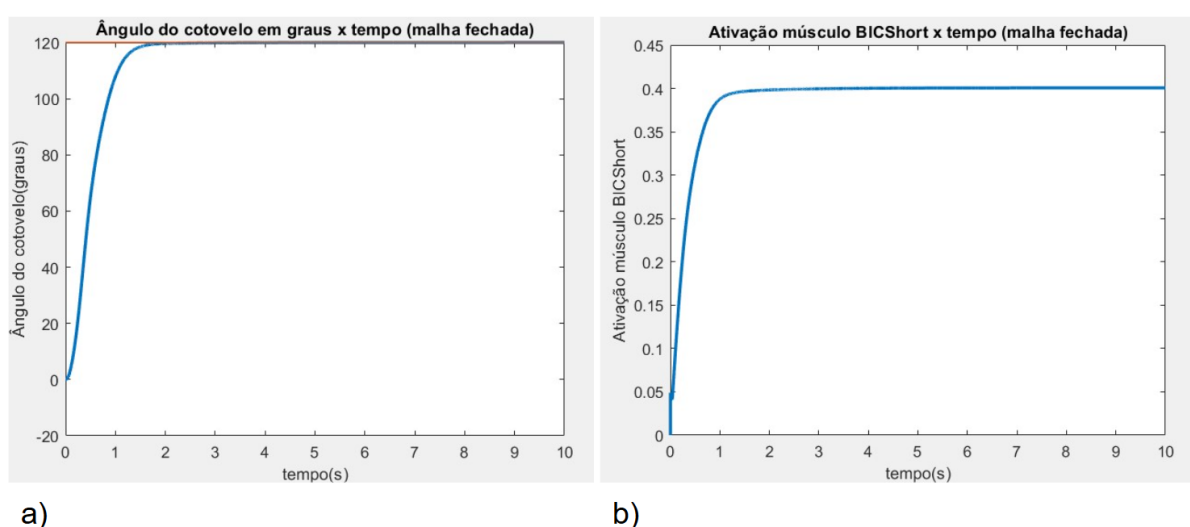 Ângulo do cotovelo em graus x tempo (malha fechada)
Ângulo do cotovelo(graus)
120
100
80
60
40
20
0
-20
0 1 2 3 4 5 6 7 8 9 10
tempo(s)
a)
Ativação músculo BICShort x tempo (malha fechada)
Ativação músculo BICShort
0.45
0.4
0.35
0.3
0.25
0.2
0.15
0.1
0.05
0
0 1 2 3 4 5 6 7 8 9 10
tempo(s)
b)